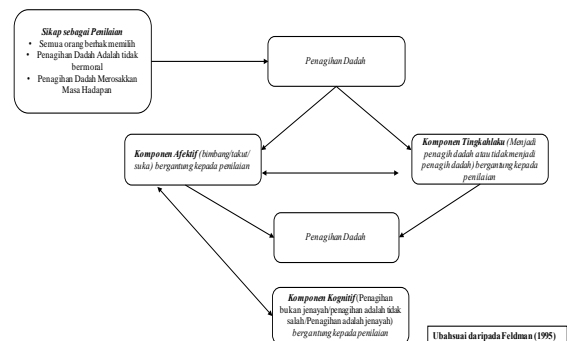 Sikap sebagai Penilaian
• Semua orang berhak memilih
• Penagihan Dadah Adalah tidak
bermoral
• Penagihan Dadah Merosakkan
Masa Hadapan
Penagihan Dadah
Komponen Afektif (bimbang/takut/
suka) bergantung kepada penilaian
Komponen Tingkahlaku (Menjadi
penagih dadah atau tidak menjadi
penagih dadah) bergantung kepada
penilaian
Penagihan Dadah
Komponen Kognitif (Penagihan
bukan jenayah/penagihan adalah tidak
salah/Penagihan adalah jenayah)
bergantung kepada penilaian
Ubahsuai daripada Feldman (1995)